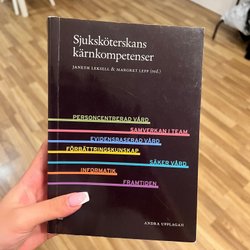 Sjuksköterskans
kärnkompetenser
JANETH LEKSELL & MARGRET LEPP (red.)
PERSONCENTRERAD VÅRD
SAMVERKAN I TEAM
EVIDENSBASERAD VÅRD
FÖRBÄTTRINGSKUNSKAP
SÄKER VÅRD
INFORMATIK
FRAMTIDEN
ANDRA UPPLAGAN